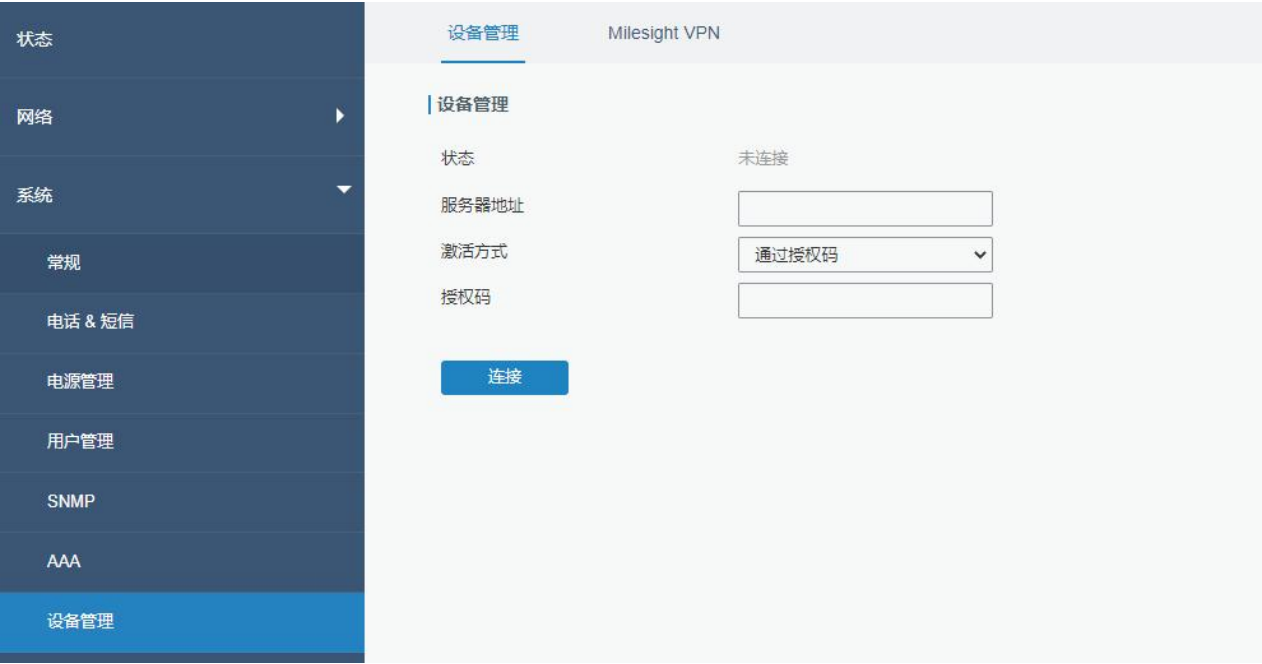 状态
网络
系统
常规
电话 & 短信
电源管理
用户管理
SNMP
AAA
设备管理
设备管理 Milesight VPN
设备管理
状态 未连接
服务器地址
激活方式 通过授权码
授权码
连接